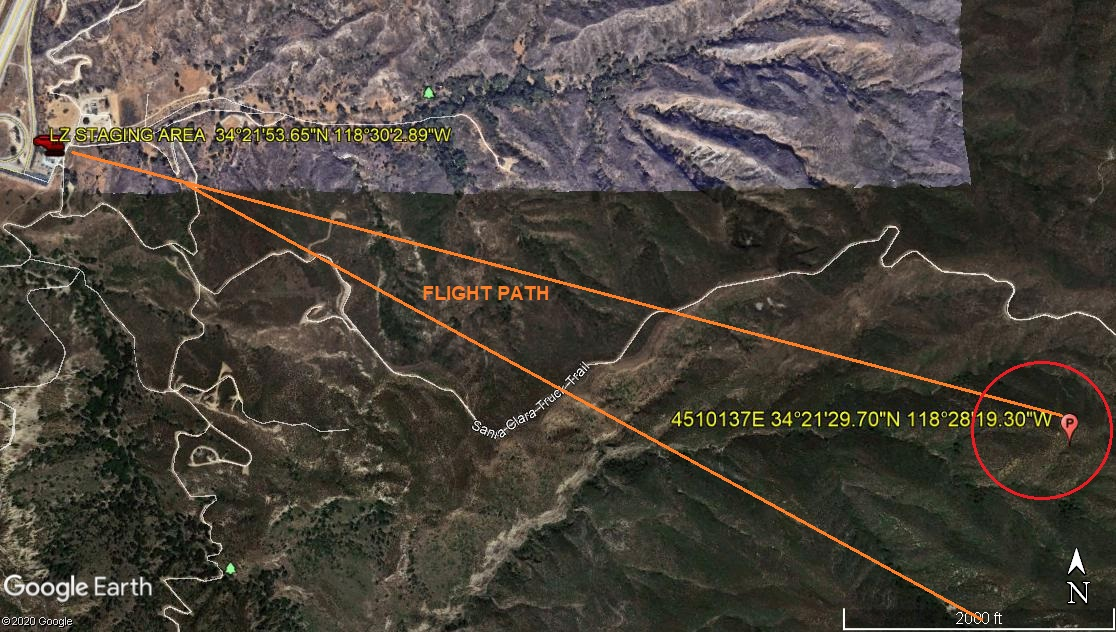 LZ STAGING AREA 34°21'53.65"N 118°30'2.89"W
FLIGHT PATH
Santa-Clara-Truck-Trail
4510137E 34°21'29.70"N 118°28'19.30"W
P
Google Earth
N
2000 ft
©2020 Google